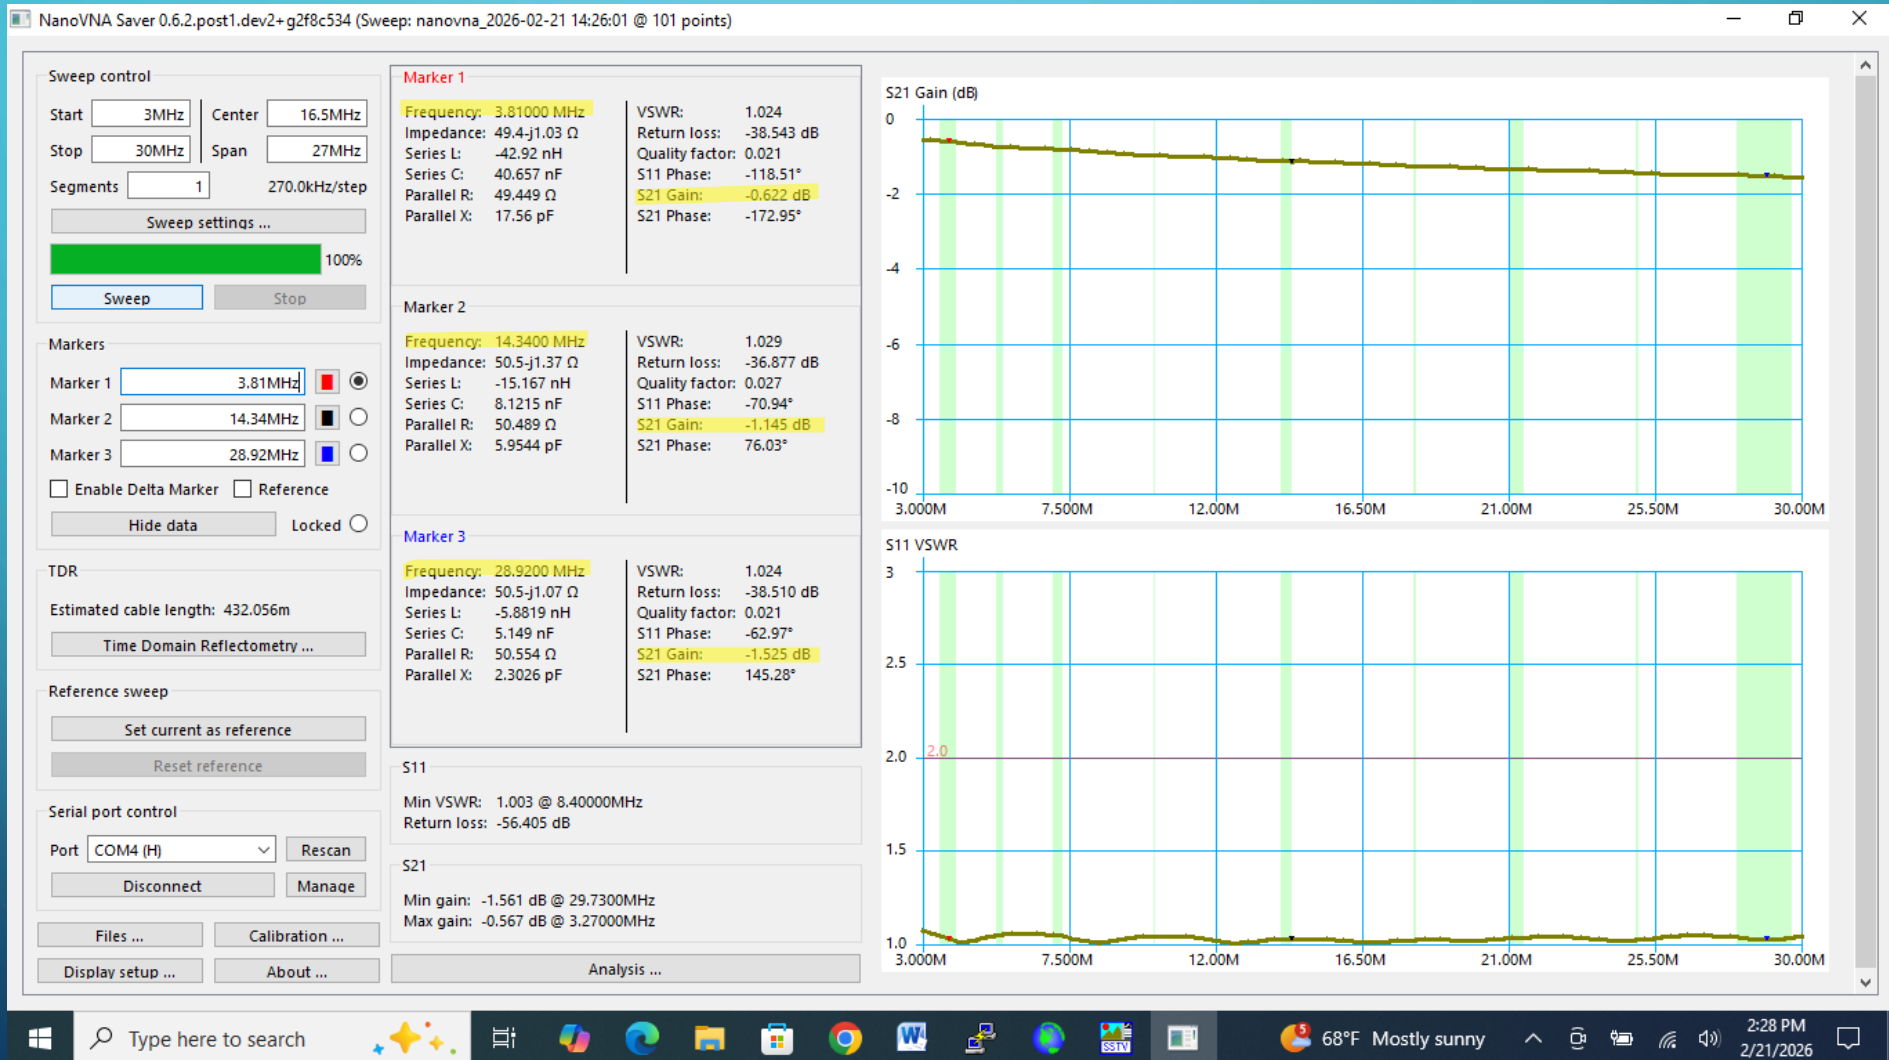 NanoVNA Saver 0.6.2.post1.dev2+g2f8c534 (Sweep: nanovna_2026-02-21 14:26:01 @ 101 points)
Sweep control
Start 3MHz Center 16.5MHz
Stop 30MHz Span 27MHz
Segments 1 270.0kHz/step
Sweep settings ...
100%
Sweep Stop
Markers
Marker 1 3.81MHz
Marker 2 14.34MHz
Marker 3 28.92MHz
Enable Delta Marker Reference
Hide data Locked
TDR
Estimated cable length: 432.056m
Time Domain Reflectometry ...
Reference sweep
Set current as reference
Reset reference
Serial port control
Port COM4 (H) Rescan
Disconnect Manage
Files ... Calibration ...
Display setup ... About ...
Marker 1
Frequency: 3.81000 MHz VSWR: 1.024
Impedance: 49.4-j1.03 Ω Return loss: -38.543 dB
Series L: -42.92 nH Quality factor: 0.021
Series C: 40.657 nF S11 Phase: -118.51°
Parallel R: 49.449 Ω S21 Gain: -0.622 dB
Parallel X: 17.56 pF S21 Phase: -172.95°
Marker 2
Frequency: 14.3400 MHz VSWR: 1.029
Impedance: 50.5-j1.37 Ω Return loss: -36.877 dB
Series L: -15.167 nH Quality factor: 0.027
Series C: 8.1215 nF S11 Phase: -70.94°
Parallel R: 50.489 Ω S21 Gain: -1.145 dB
Parallel X: 5.9544 pF S21 Phase: 76.03°
Marker 3
Frequency: 28.9200 MHz VSWR: 1.024
Impedance: 50.5-j1.07 Ω Return loss: -38.510 dB
Series L: -5.8819 nH Quality factor: 0.021
Series C: 5.149 nF S11 Phase: -62.97°
Parallel R: 50.554 Ω S21 Gain: -1.525 dB
Parallel X: 2.3026 pF S21 Phase: 145.28°
S11
Min VSWR: 1.003 @ 8.40000MHz
Return loss: -56.405 dB
S21
Min gain: -1.561 dB @ 29.7300MHz
Max gain: -0.567 dB @ 3.27000MHz
Analysis ...
S21 Gain (dB)
0
-2
-4
-6
-8
-10
3.000M 7.500M 12.00M 16.50M 21.00M 25.50M 30.00M
S11 VSWR
3
2.5
2.0 2.0
1.5
1.0
3.000M 7.500M 12.00M 16.50M 21.00M 25.50M 30.00M
Type here to search
W
SSTV
5
68°F Mostly sunny
2:28 PM
2/21/2026